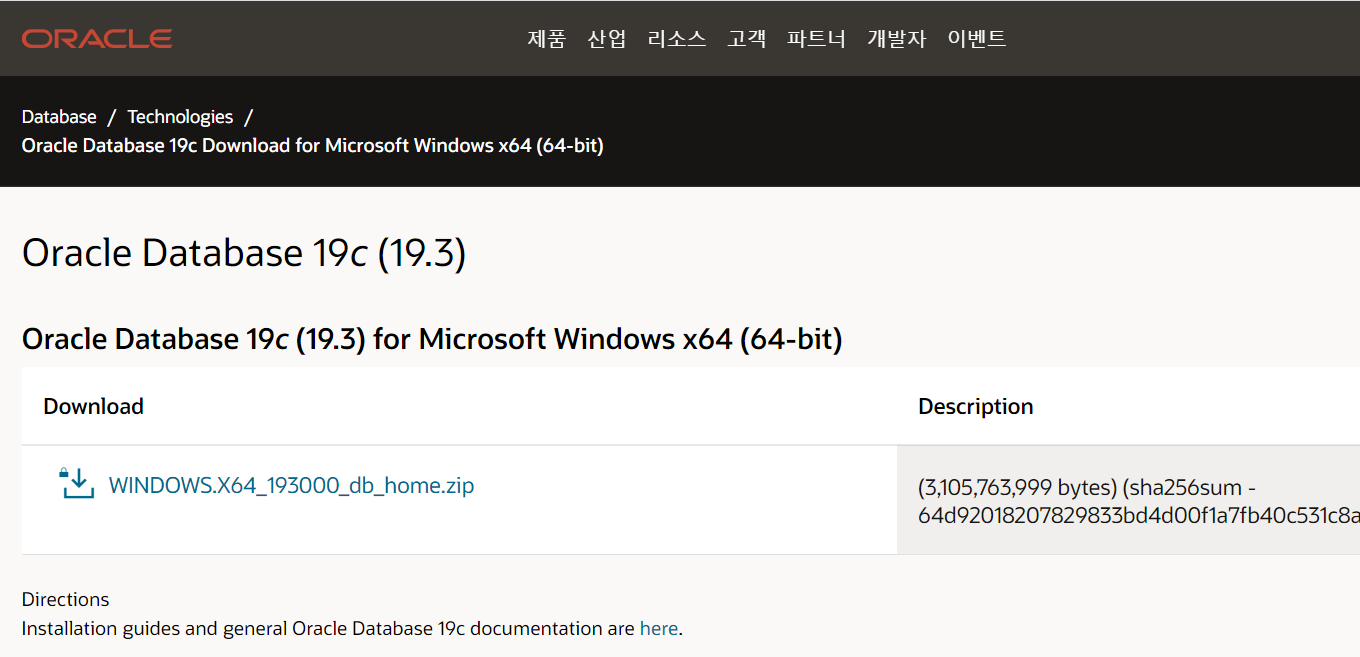 ORACLE
제품 산업 리소스 고객 파트너 개발자 이벤트
Database / Technologies /
Oracle Database 19c Download for Microsoft Windows x64 (64-bit)
Oracle Database 19c (19.3)
Oracle Database 19c (19.3) for Microsoft Windows x64 (64-bit)
Download Description
WINDOWS.X64_193000_db_home.zip
(3,105,763,999 bytes) (sha256sum -
64d92018207829833bd4d00f1a7fb40c531c8a
Directions
Installation guides and general Oracle Database 19c documentation are here.